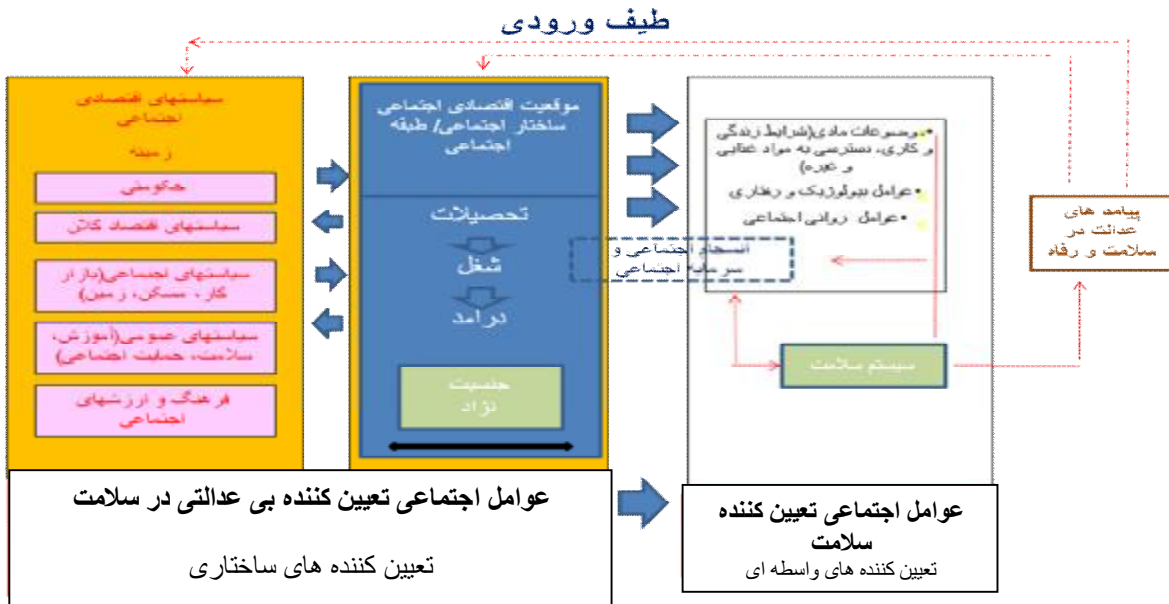 طیف ورودی
سیاستهای اقتصادی
اجتماعی
زمینه
حکومتی
سیاستهای اقتصاد کلان
سیاستهای اجتماعی(بازار
کار، مسکن، زمین)
سیاستهای عمومی(آموزش،
سلامت، حمایت اجتماعی)
فرهنگ و ارزشهای
اجتماعی
موقعیت اقتصادی اجتماعی
ساختار اجتماعی/ طبقه
اجتماعی
تحصیلات
شغل
درامد
جنسیت
نژاد
•موضوعات مادی(شرایط زندگی
و کاری، دسترسی به مواد غذایی
و غیره)
•عوامل بیولوژیک و رفتاری
•عوامل روانی اجتماعی
انسجام اجتماعی و
سرمایه اجتماعی
سیستم سلامت
پیامد های
عدالت در
سلامت و رفاه
عوامل اجتماعی تعیین کننده بی عدالتی در سلامت
تعیین کننده های ساختاری
عوامل اجتماعی تعیین کننده
سلامت
تعیین کننده های واسطه ای